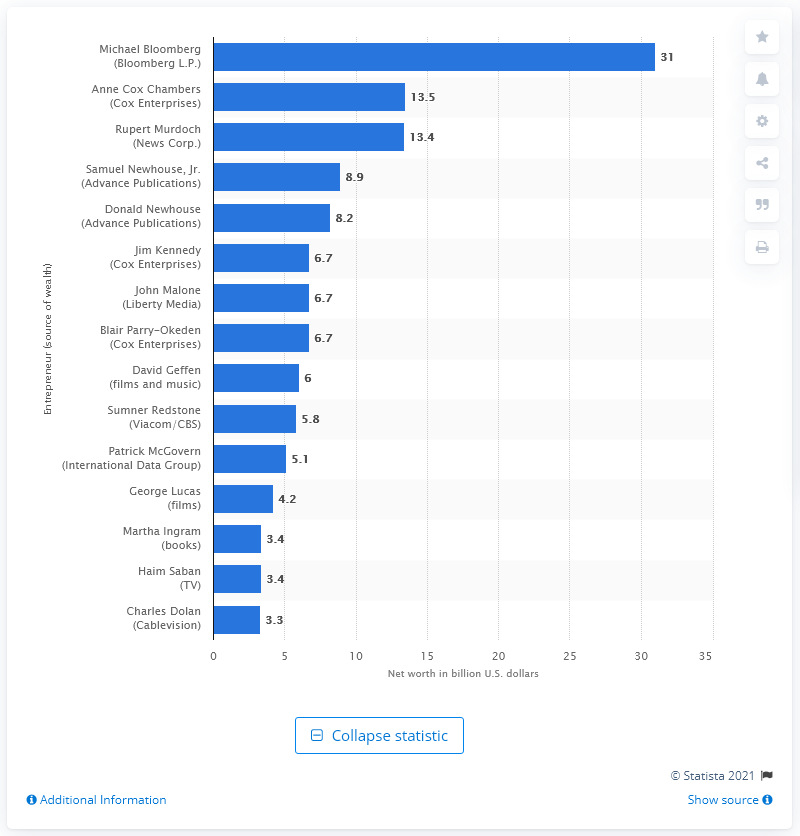 Michael Bloomberg
(Bloomberg L.P.)
31
Anne Cox Chambers
(Cox Enterprises)
13.5
Rupert Murdoch
(News Corp.)
13.4
Samuel Newhouse, Jr.
(Advance Publications)
8.9
Donald Newhouse
(Advance Publications)
8.2
Jim Kennedy
(Cox Enterprises)
6.7
John Malone
(Liberty Media)
6.7
Blair Parry-Okeden
(Cox Enterprises)
6.7
David Geffen
(films and music)
6
Sumner Redstone
(Viacom/CBS)
5.8
Patrick McGovern
(International Data Group)
5.1
George Lucas
(films)
4.2
Martha Ingram
(books)
3.4
Haim Saban
(TV)
3.4
Charles Dolan
(Cablevision)
3.3
Entrepreneur (source of wealth)
0 5 10 15 20 25 30 35
Net worth in billion U.S. dollars
Collapse statistic
© Statista 2021
Additional Information
Show source